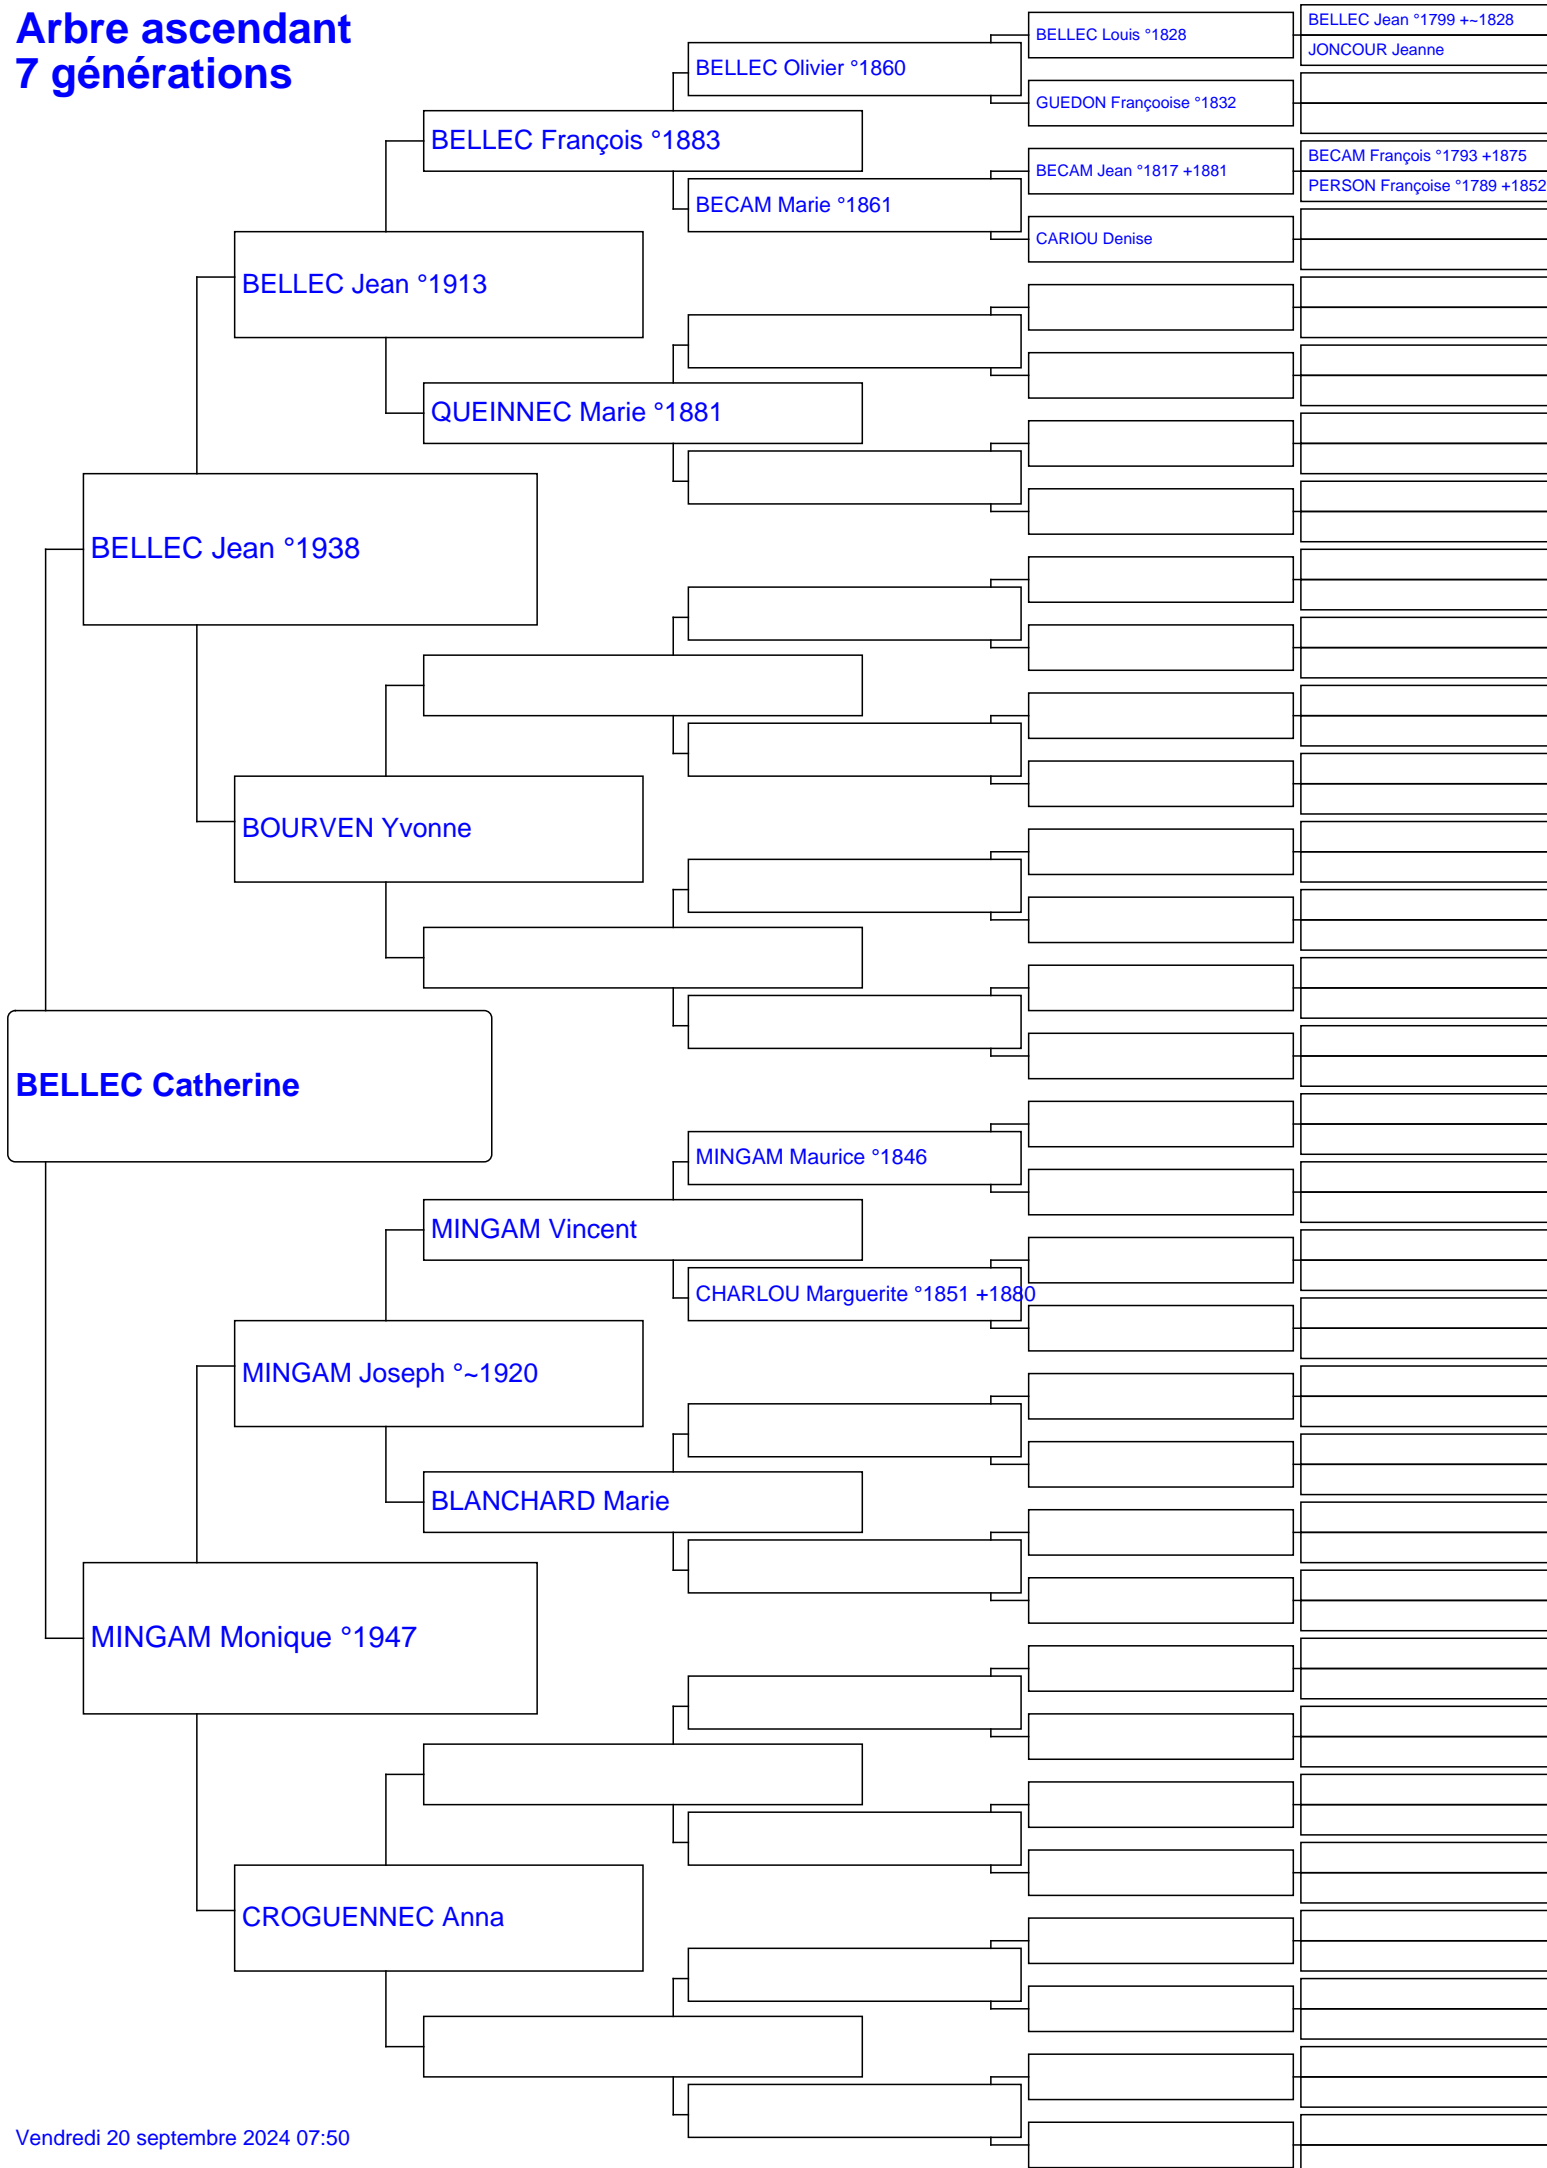 Arbre ascendant
7 générations
BELLEC Louis °1828
BELLEC Jean °1799 +~1828
JONCOUR Jeanne
BELLEC Olivier °1860
GUEDON Françooise °1832
BELLEC François °1883
BECAM Jean °1817 +1881
BECAM François °1793 +1875
PERSON Françoise °1789 +1852
BECAM Marie °1861
CARIOU Denise
BELLEC Jean °1913
QUEINNEC Marie °1881
BELLEC Jean °1938
BOURVEN Yvonne
BELLEC Catherine
MINGAM Maurice °1846
MINGAM Vincent
CHARLOU Marguerite °1851 +1880
MINGAM Joseph °~1920
BLANCHARD Marie
MINGAM Monique °1947
CROGUENNEC Anna
Vendredi 20 septembre 2024 07:50